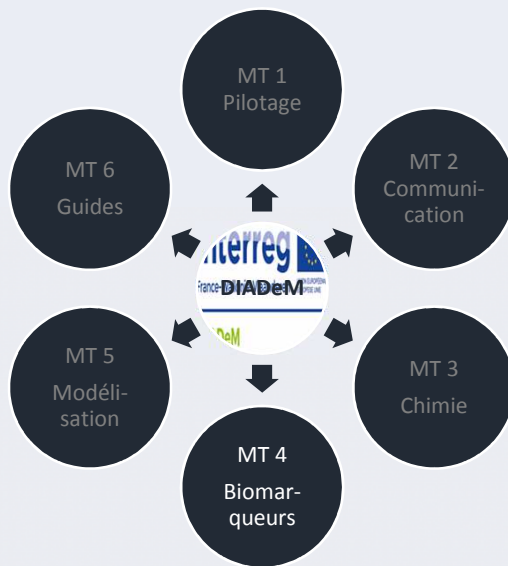 MT 1
Pilotage
MT 2
Communi-
cation
MT 3
Chimie
MT 4
Biomar-
queurs
MT 5
Modéli-
sation
MT 6
Guides
DIADeM